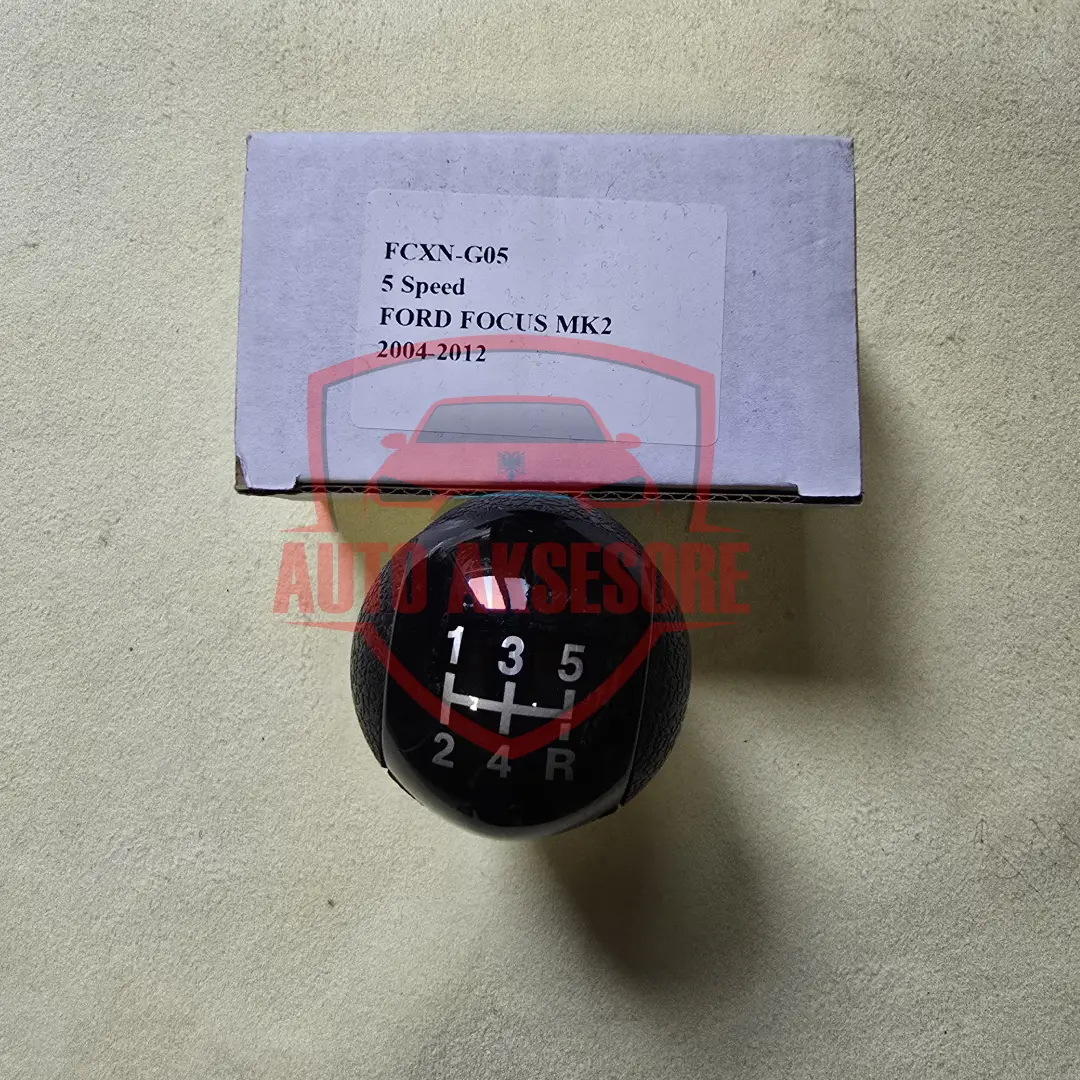 FCXN-G05
5 Speed
FORD FOCUS MK2
2004-2012
AUTO AKSESORE
1 3 5
2 4 R